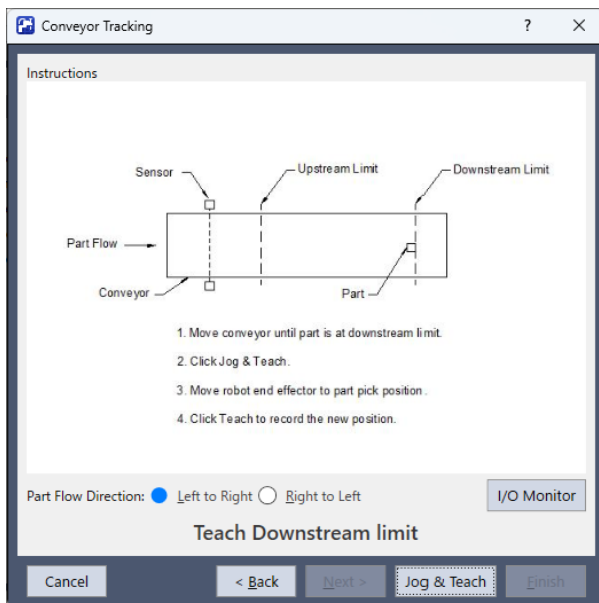 Conveyor Tracking
?
Instructions
Sensor
Upstream Limit
Downstream Limit
Part Flow
Conveyor
Part
1. Move conveyor until part is at downstream limit.
2. Click Jog & Teach.
3. Move robot end effector to part pick position.
4. Click Teach to record the new position.
Part Flow Direction: Left to Right Right to Left
I/O Monitor
Teach Downstream limit
Cancel
< Back
Next >
Jog & Teach
Finish